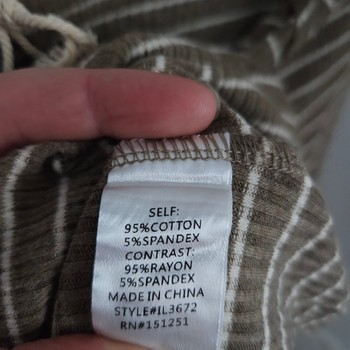 SELF:
95%COTTON
5%SPANDEX
CONTRAST:
95%RAYON
5%SPANDEX
MADE IN CHINA
STYLE#IL3672
RN#151251